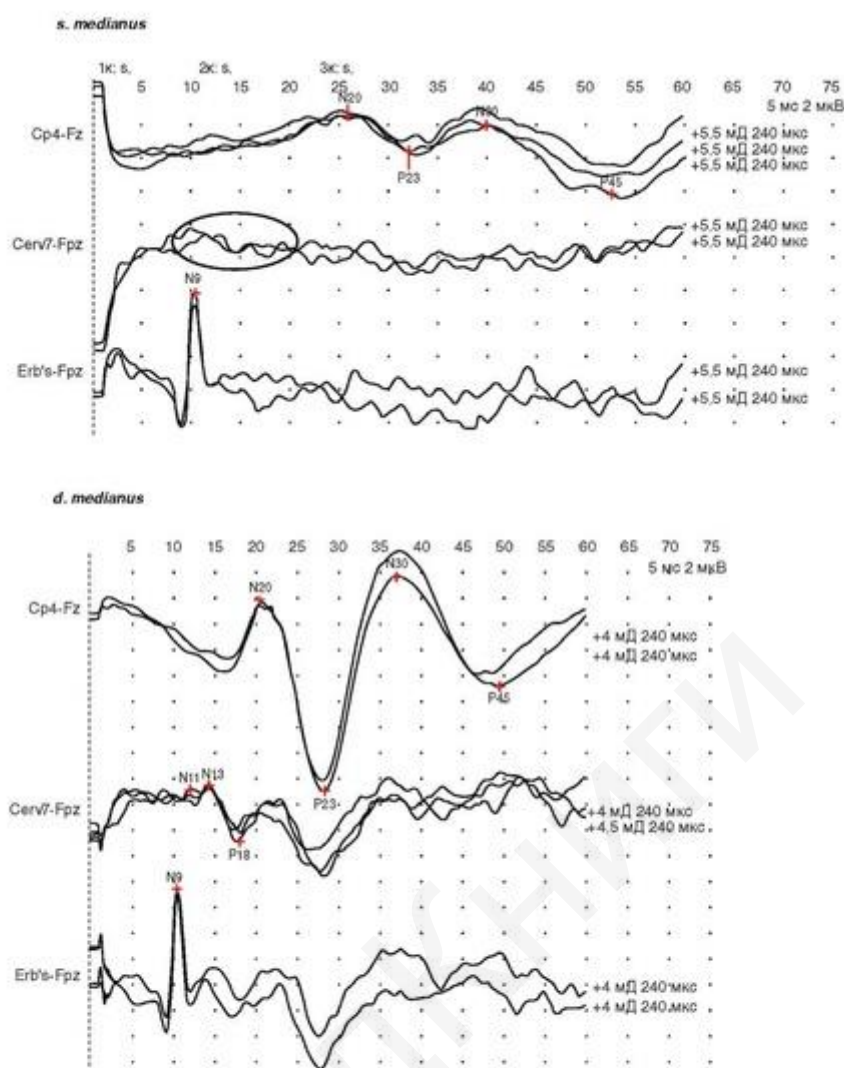 s. medianus
1к: s, 2к: s, 3к: s,
5 10 15 20 25 30 35 40 45 50 55 60 65 70 75
5 мс 2 мкВ
N20 N30
Cp4-Fz
+5,5 мД 240 мкс
+5,5 мД 240 мкс
+5,5 мД 240 мкс
P23 P45
Cerv7-Fpz
+5,5 мД 240 мкс
+5,5 мД 240 мкс
N9
Erb's-Fpz
+5,5 мД 240 мкс
+5,5 мД 240 мкс
d. medianus
5 10 15 20 25 30 35 40 45 50 55 60 65 70 75
5 мс 2 мкВ
N20 N30
Cp4-Fz
+4 мД 240 мкс
+4 мД 240 мкс
P45
N11 N13
P23
Cerv7-Fpz
+4 мД 240 мкс
+4,5 мД 240 мкс
P18
N9
Erb's-Fpz
+4 мД 240 мкс
+4 мД 240 мкс